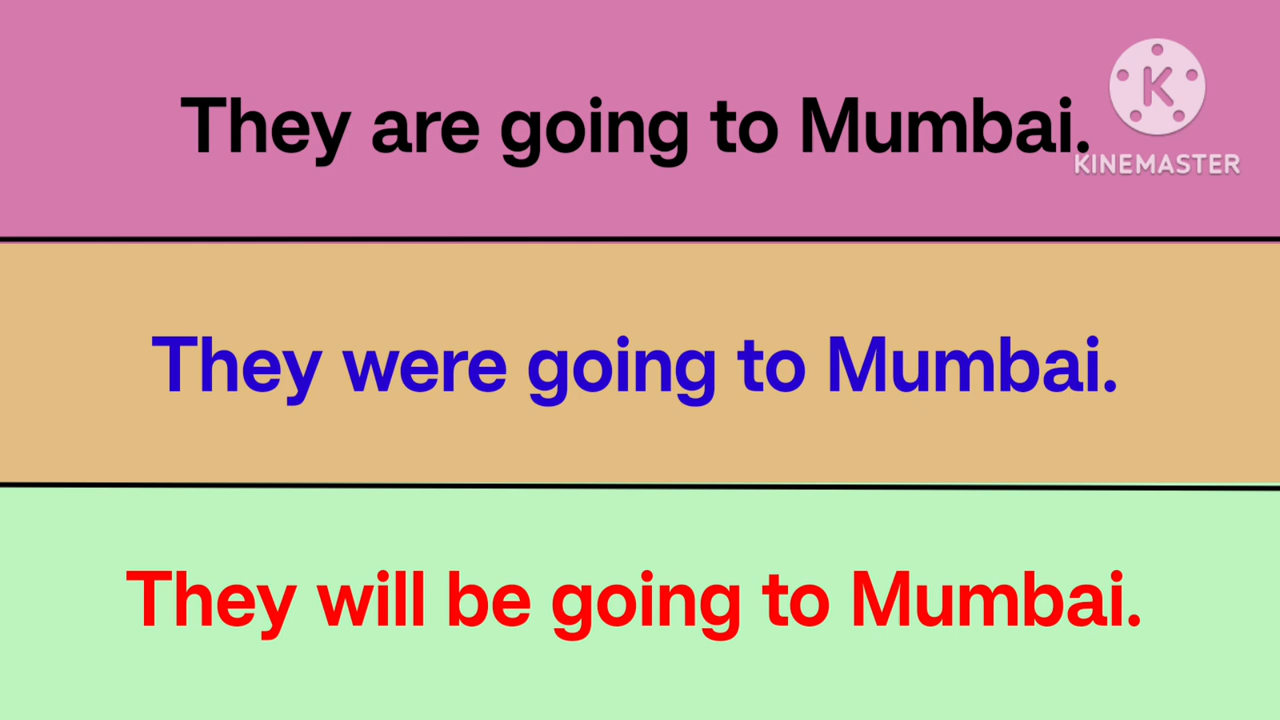 They are going to Mumbai.
K
KINEMASTER
They were going to Mumbai.
They will be going to Mumbai.